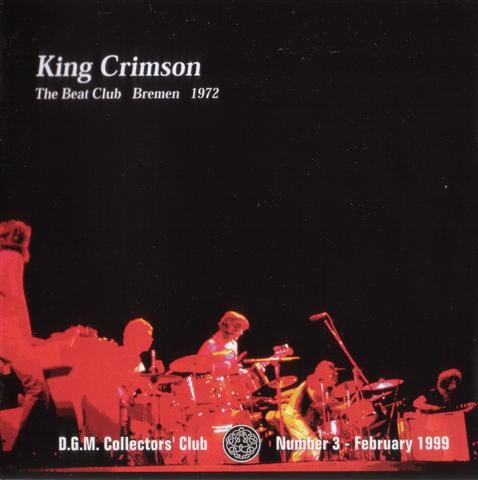 King Crimson
The Beat Club Bremen 1972
D.G.M. Collectors' Club Number 3 - February 1999